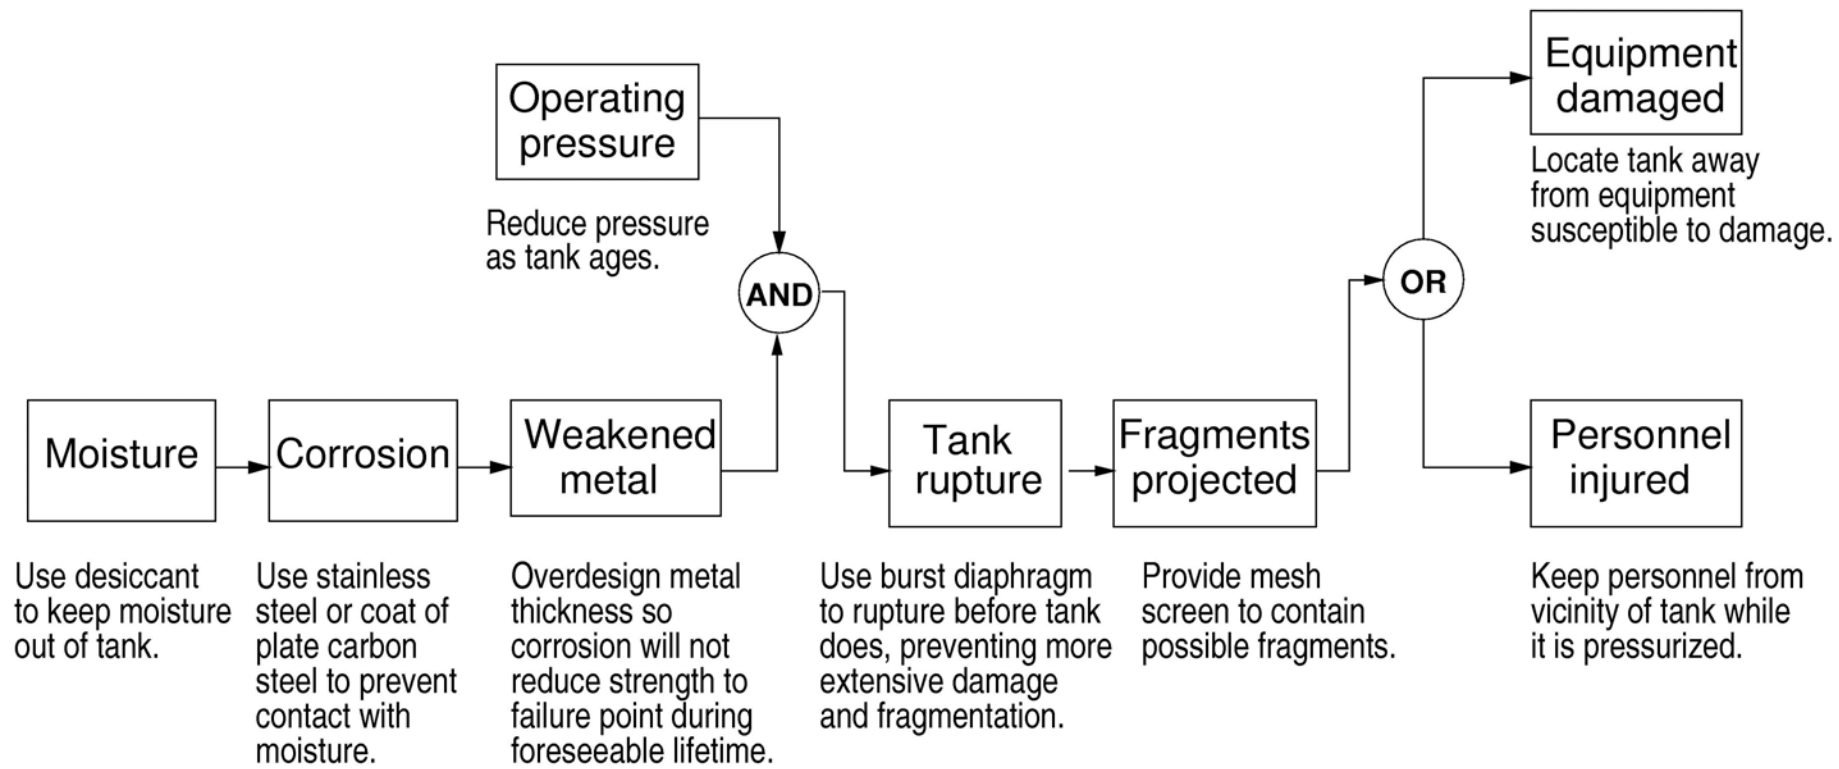 Equipment
damaged
Locate tank away
from equipment
susceptible to damage.
Operating
pressure
Reduce pressure
as tank ages.
AND
OR
Moisture
Use desiccant
to keep moisture
out of tank.
Corrosion
Use stainless
steel or coat of
plate carbon
steel to prevent
contact with
moisture.
Weakened
metal
Overdesign metal
thickness so
corrosion will not
reduce strength to
failure point during
foreseeable lifetime.
Tank
rupture
Use burst diaphragm
to rupture before tank
does, preventing more
extensive damage
and fragmentation.
Fragments
projected
Provide mesh
screen to contain
possible fragments.
Personnel
injured
Keep personnel from
vicinity of tank while
it is pressurized.